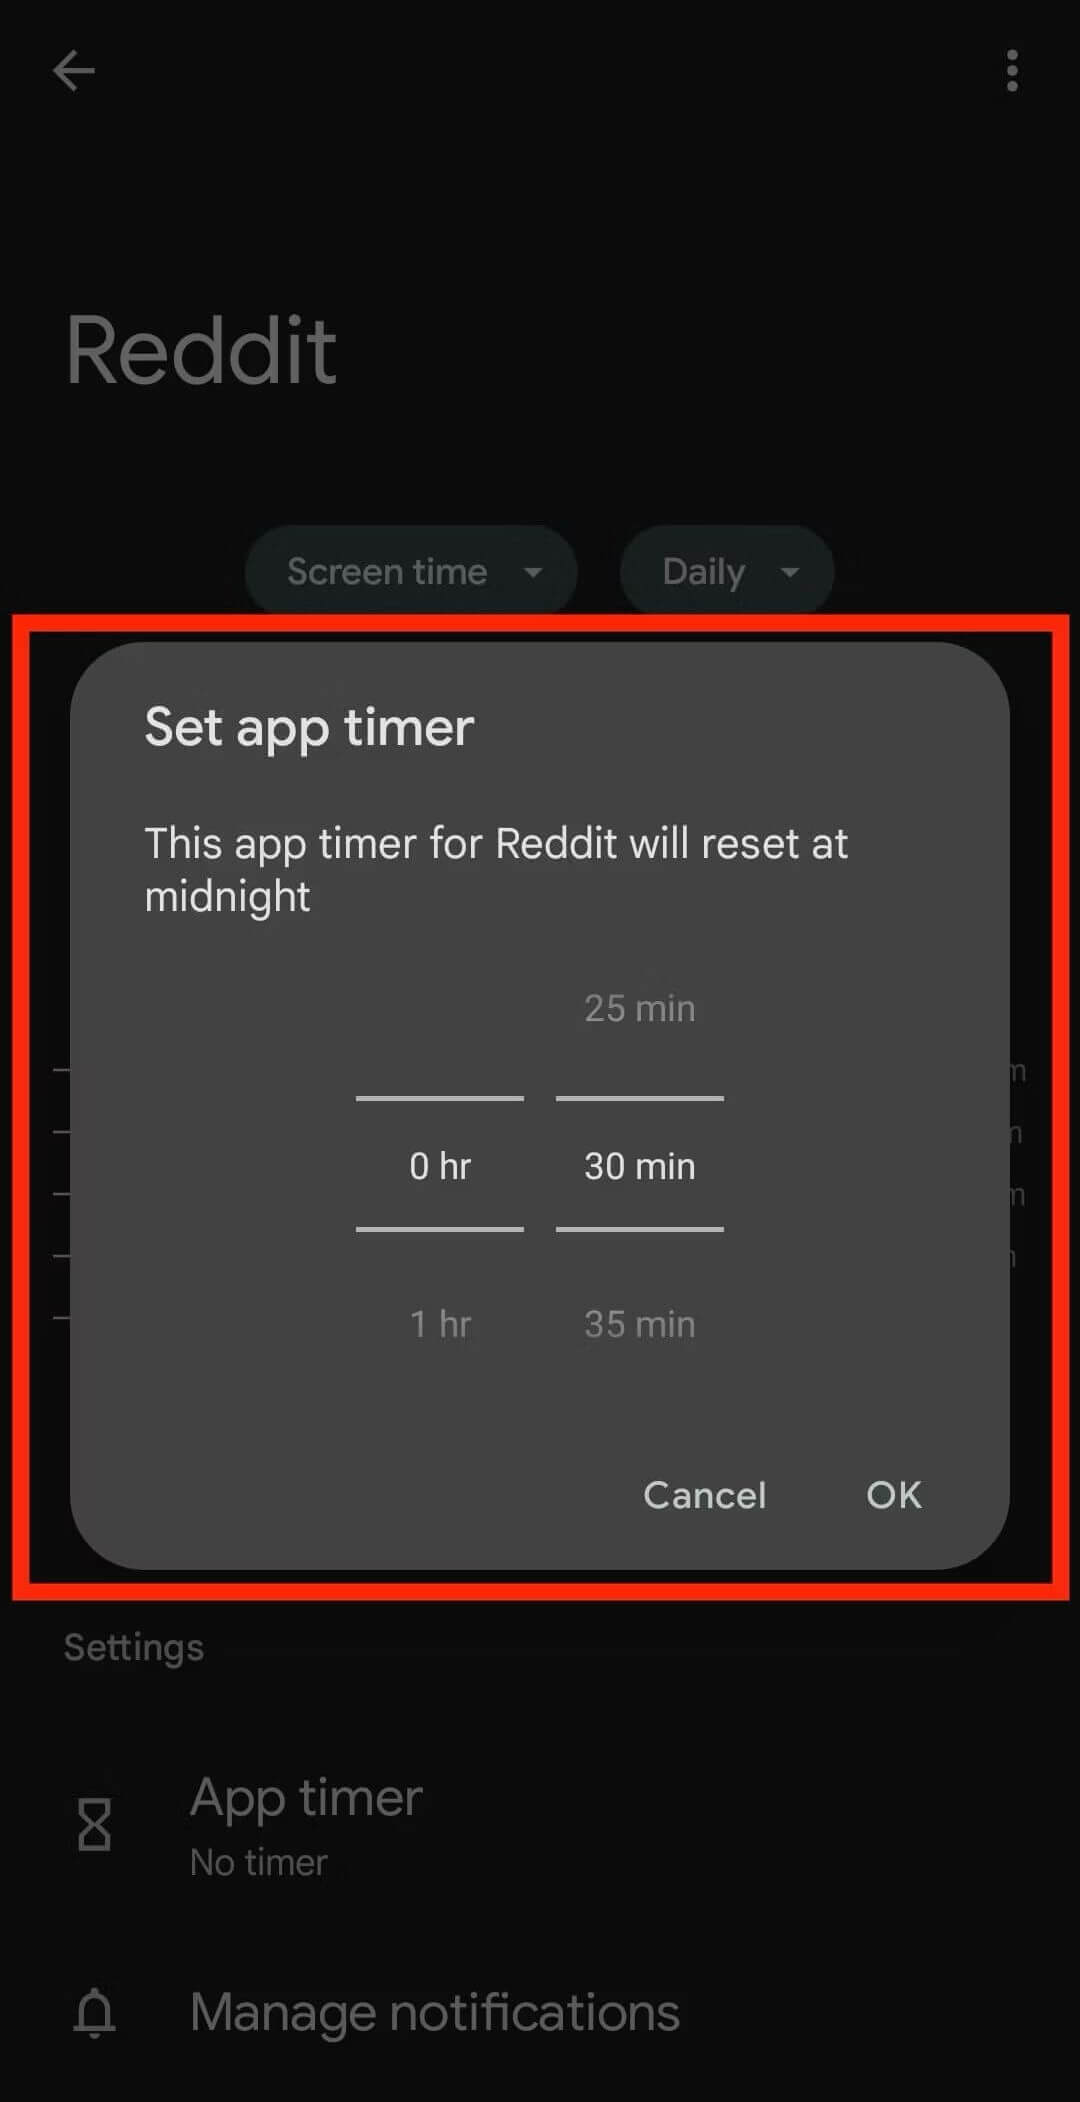 Reddit
Screen time
Daily
Set app timer
This app timer for Reddit will reset at
midnight
25 min
0 hr
30 min
1 hr
35 min
Cancel
OK
Settings
App timer
No timer
Manage notifications